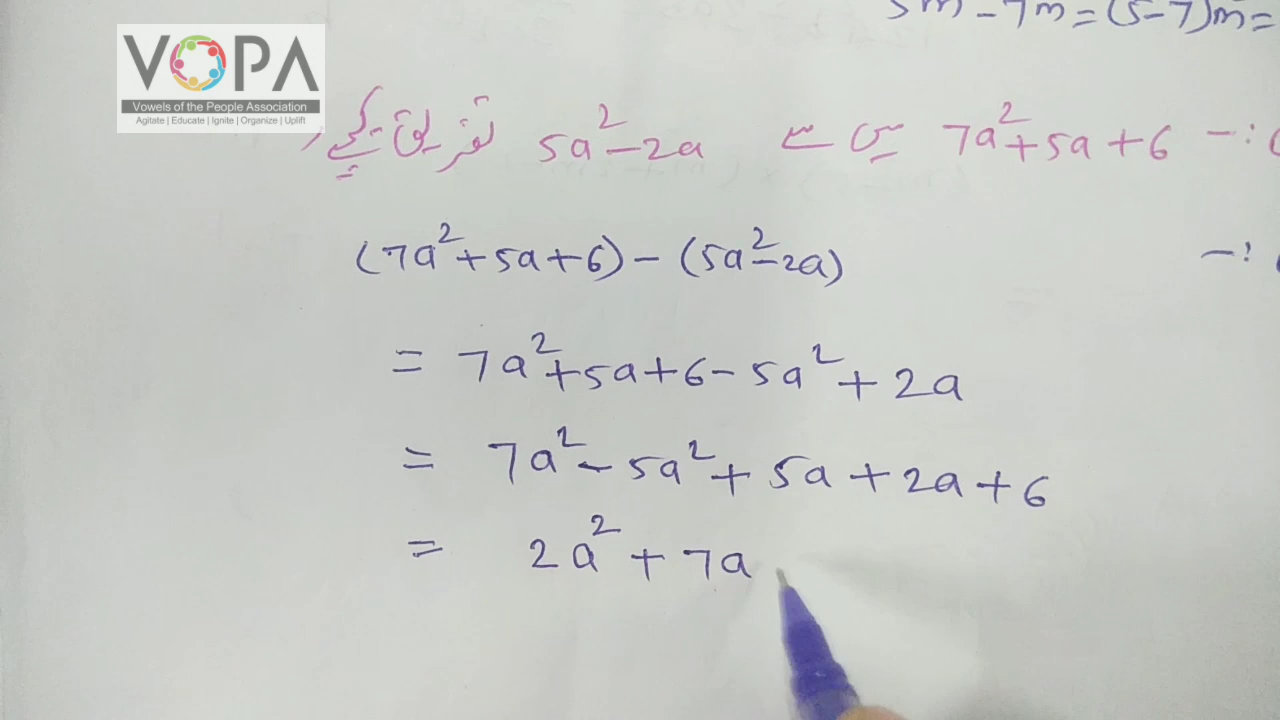 VOPA
Vowels of the People Association
Agitate | Educate | Ignite | Organize | Uplift
5m - 7m = (5-7)m =
:- 7a²+5a+6 میں سے 5a²-2a تفریق کیجیے
(7a²+5a+6) - (5a²-2a)
= 7a²+5a+6-5a²+2a
= 7a²-5a²+5a+2a+6
= 2a²+7a